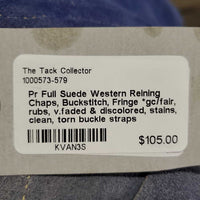 The Tack Collector
1000573-579
Pr Full Suede Western Reining
Chaps, Buckstitch, Fringe *gc/fair,
rubs, v.faded & discolored, stains,
clean, torn buckle straps
KVAN3S
$105.00